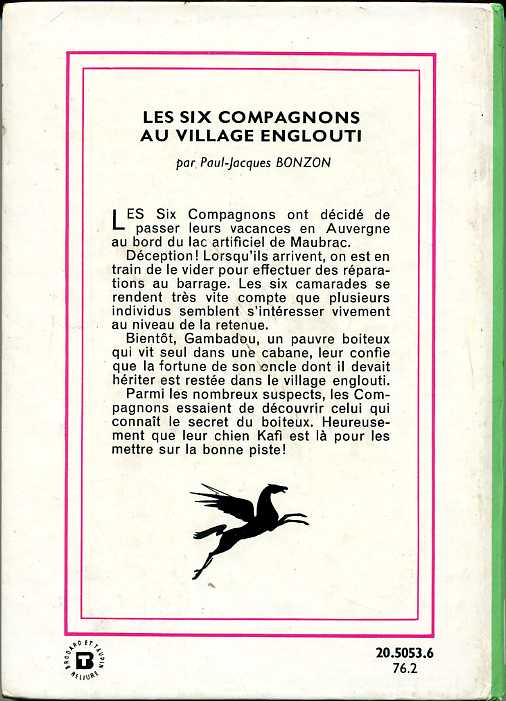 LES SIX COMPAGNONS
AU VILLAGE ENGLOUTI
par Paul-Jacques BONZON
LES Six Compagnons ont décidé de
passer leurs vacances en Auvergne
au bord du lac artificiel de Maubrac.
Déception! Lorsqu'ils arrivent, on est en
train de le vider pour effectuer des répara-
tions au barrage. Les six camarades se
rendent très vite compte que plusieurs
individus semblent s'intéresser vivement
au niveau de la retenue.
Bientôt, Gambadou, un pauvre boiteux
qui vit seul dans une cabane, leur confie
que la fortune de son oncle dont il devait
hériter est restée dans le village englouti.
Parmi les nombreux suspects, les Com-
pagnons essaient de découvrir celui qui
connaît le secret du boiteux. Heureuse-
ment que leur chien Kafi est là pour les
mettre sur la bonne piste!
BRODARD ET TAUPIN
BT
RELIURE
20.5053.6
76.2